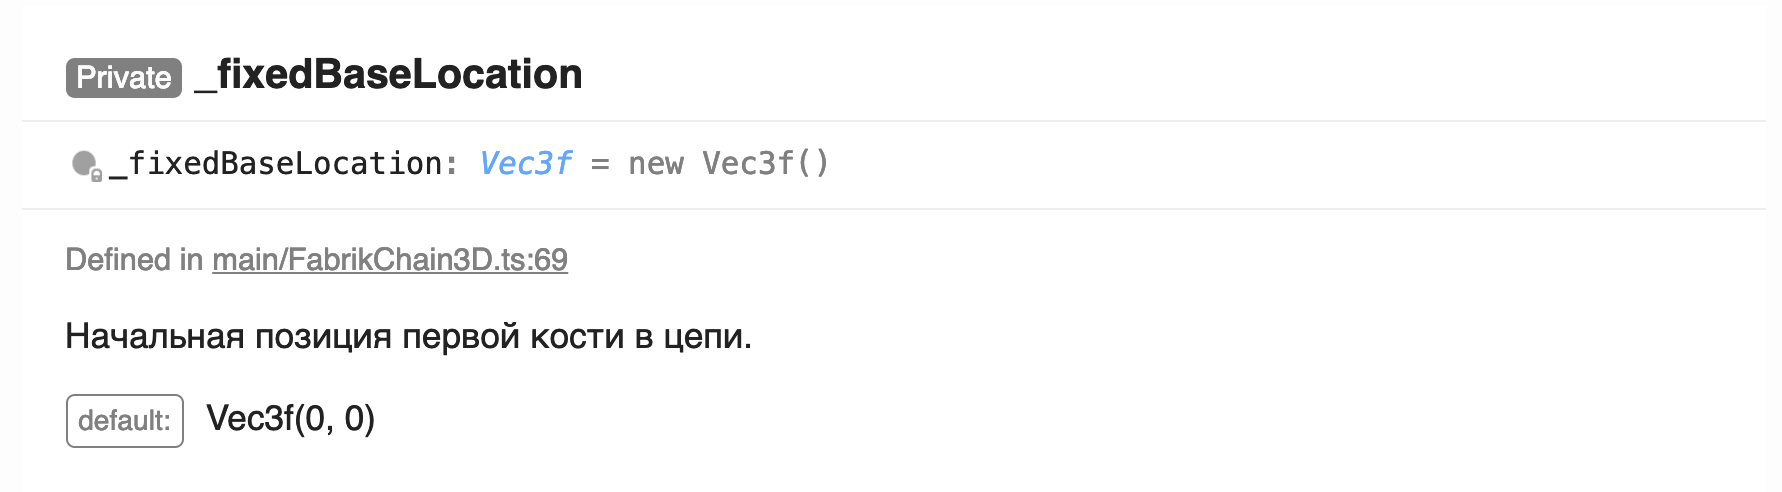 Private _fixedBaseLocation
_fixedBaseLocation: Vec3f = new Vec3f()
Defined in main/FabrikChain3D.ts:69
Начальная позиция первой кости в цепи.
default: Vec3f(0, 0)